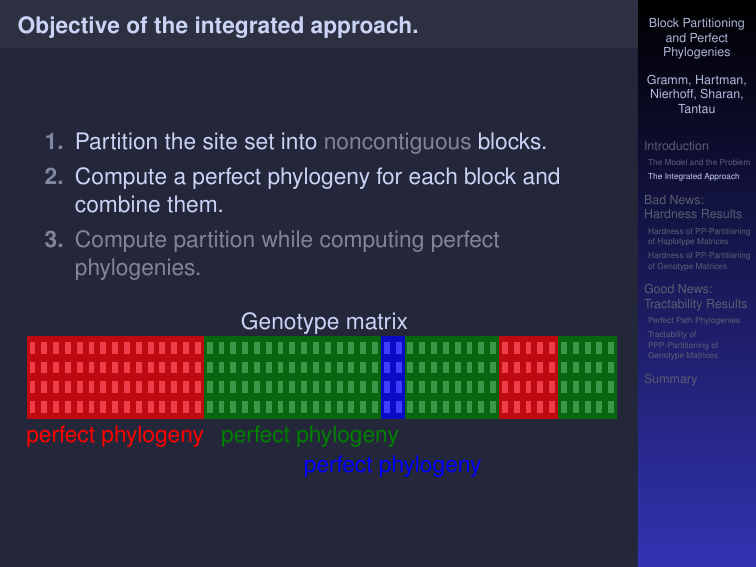 Objective of the integrated approach.
1. Partition the site set into noncontiguous blocks.
2. Compute a perfect phylogeny for each block and
combine them.
3. Compute partition while computing perfect
phylogenies.
Genotype matrix
perfect phylogeny perfect phylogeny
perfect phylogeny
Block Partitioning
and Perfect
Phylogenies
Gramm, Hartman,
Nierhoff, Sharan,
Tantau
Introduction
The Model and the Problem
The Integrated Approach
Bad News:
Hardness Results
Hardness of PP-Partitioning
of Haplotype Matrices
Hardness of PP-Partitioning
of Genotype Matrices
Good News:
Tractability Results
Perfect Path Phylogenies
Tractability of
PPP-Partitioning of
Genotype Matrices
Summary